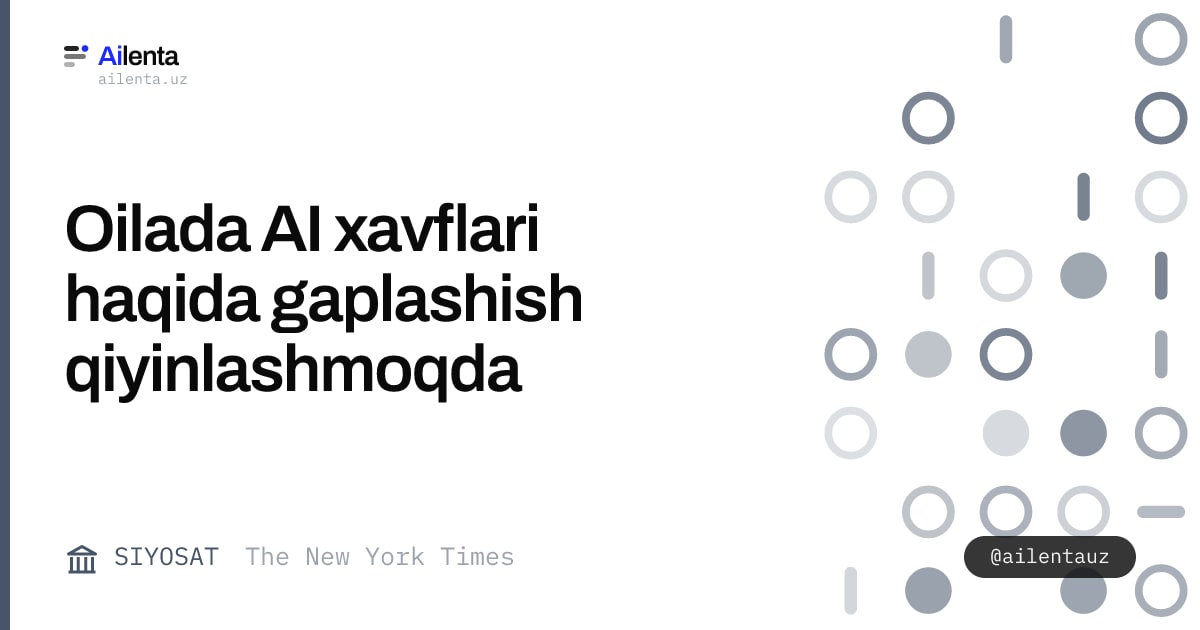 Ailenta
ailenta.uz
Oilada AI xavflari
haqida gaplashish
qiyinlashmoqda
SIYOSAT The New York Times
@ailentauz